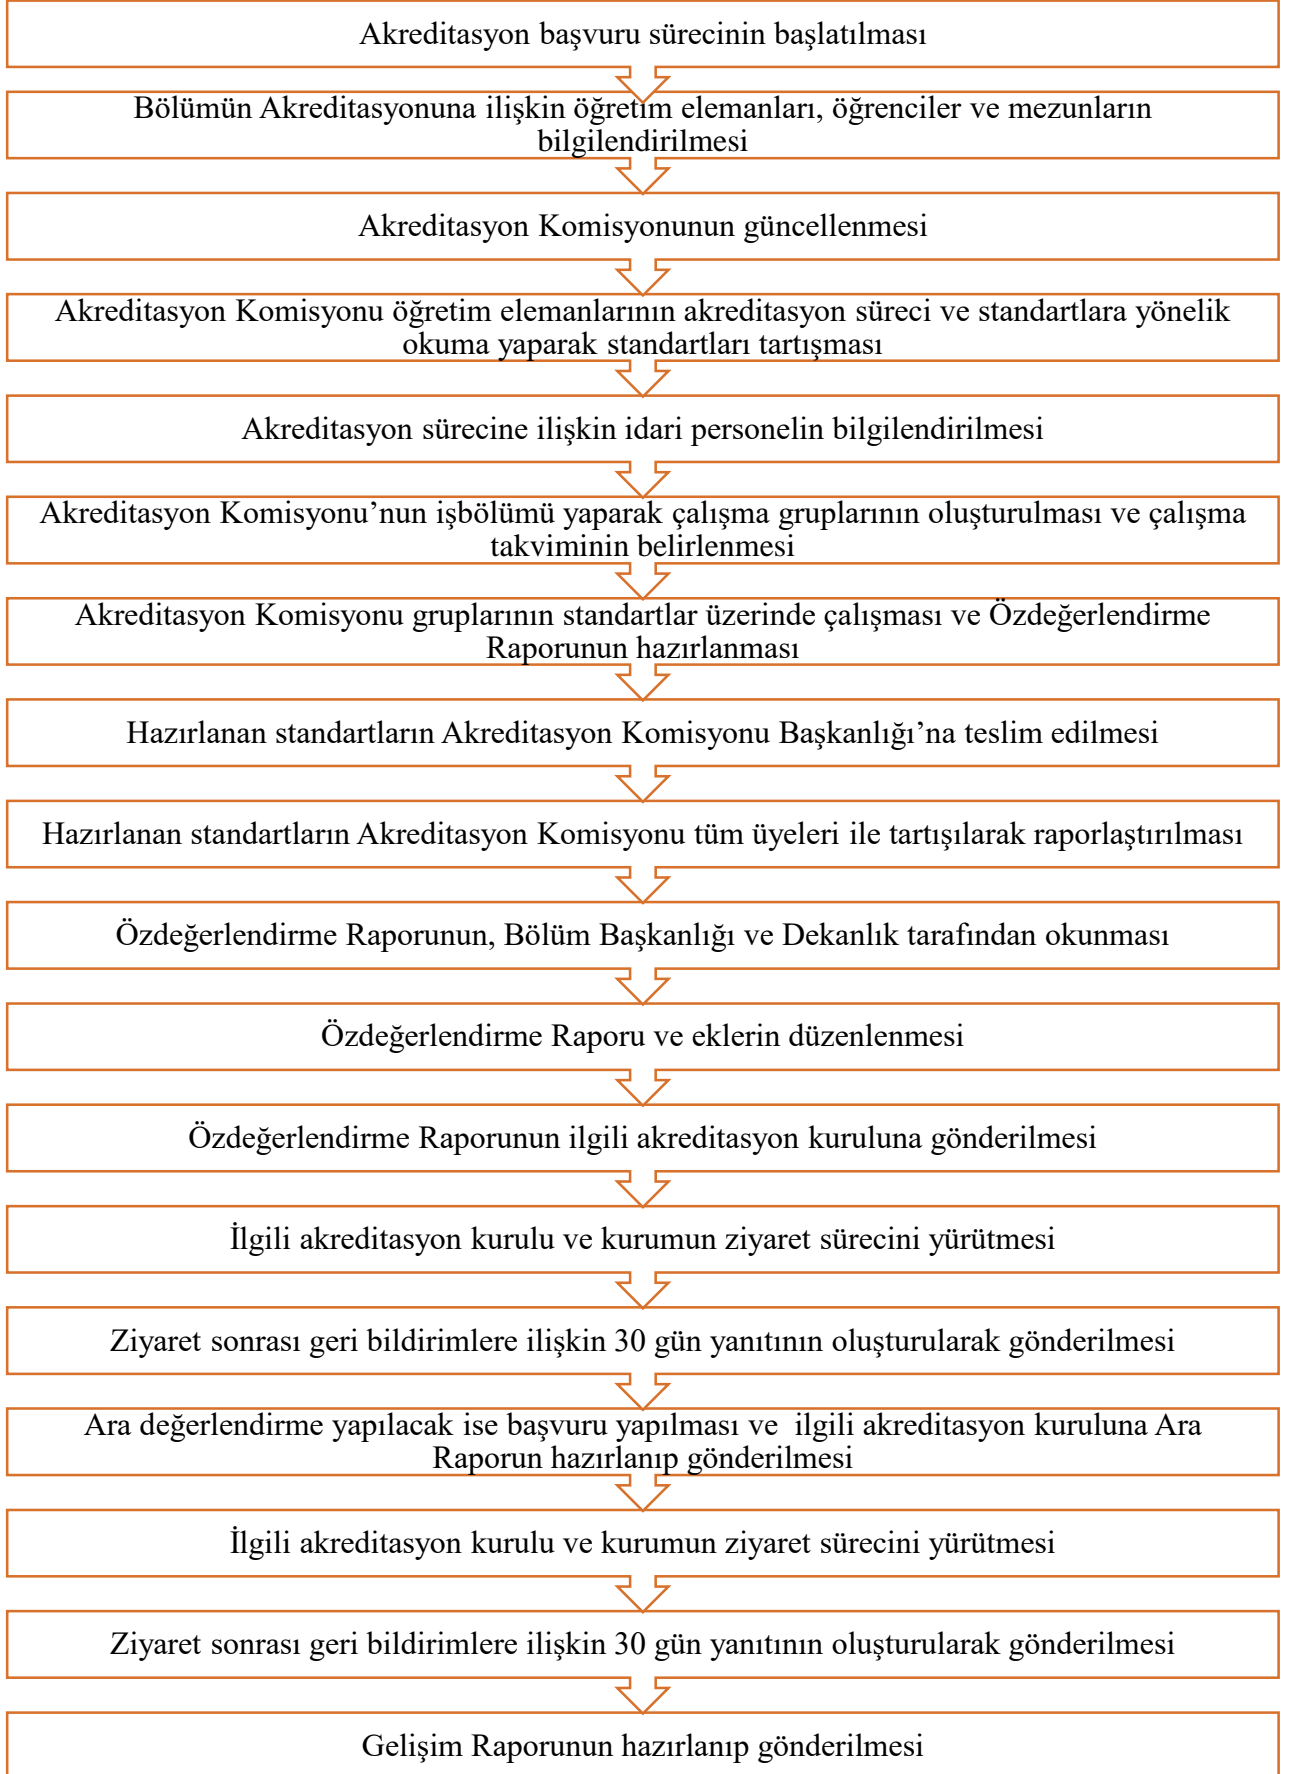 Akreditasyon başvuru sürecinin başlatılması
Bölümün Akreditasyonuna ilişkin öğretim elemanları, öğrenciler ve mezunların
bilgilendirilmesi
Akreditasyon Komisyonunun güncellenmesi
Akreditasyon Komisyonu öğretim elemanlarının akreditasyon süreci ve standartlara yönelik
okuma yaparak standartları tartışması
Akreditasyon sürecine ilişkin idari personelin bilgilendirilmesi
Akreditasyon Komisyonu’nun işbölümü yaparak çalışma gruplarının oluşturulması ve çalışma
takviminin belirlenmesi
Akreditasyon Komisyonu gruplarının standartlar üzerinde çalışması ve Özdeğerlendirme
Raporunun hazırlanması
Hazırlanan standartların Akreditasyon Komisyonu Başkanlığı’na teslim edilmesi
Hazırlanan standartların Akreditasyon Komisyonu tüm üyeleri ile tartışılarak raporlaştırılması
Özdeğerlendirme Raporunun, Bölüm Başkanlığı ve Dekanlık tarafından okunması
Özdeğerlendirme Raporu ve eklerin düzenlenmesi
Özdeğerlendirme Raporunun ilgili akreditasyon kuruluna gönderilmesi
İlgili akreditasyon kurulu ve kurumun ziyaret sürecini yürütmesi
Ziyaret sonrası geri bildirimlere ilişkin 30 gün yanıtının oluşturularak gönderilmesi
Ara değerlendirme yapılacak ise başvuru yapılması ve ilgili akreditasyon kuruluna Ara
Raporun hazırlanıp gönderilmesi
İlgili akreditasyon kurulu ve kurumun ziyaret sürecini yürütmesi
Ziyaret sonrası geri bildirimlere ilişkin 30 gün yanıtının oluşturularak gönderilmesi
Gelişim Raporunun hazırlanıp gönderilmesi